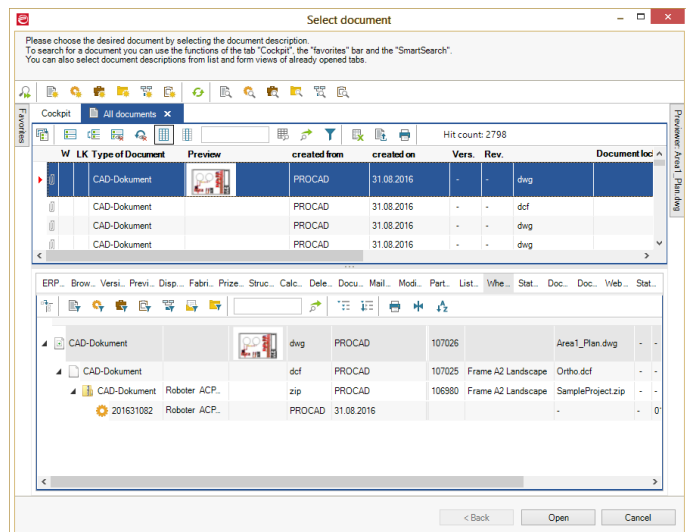 Select document
Please choose the desired document by selecting the document description.
To search for a document you can use the functions of the tab "Cockpit", the "favorites" bar and the "SmartSearch".
You can also select document descriptions from list and form views of already opened tabs.
Favorites
Cockpit All documents
Previewer: Area1_Plan.dwg
Hit count: 2798
W LK Type of Document Preview created from created on Vers. Rev. Document loc
CAD-Dokument PROCAD 31.08.2016 - - dwg
CAD-Dokument PROCAD 31.08.2016 - - dcf
CAD-Dokument PROCAD 31.08.2016 - - dwg
CAD-Dokument PROCAD 31.08.2016 - - dwg
ERP... Brow... Versi... Previ... Disp... Fabri... Prize... Struc... Calc... Dele... Docu... Mail... Modi... Part... List... Whe... Stat... Doc... Doc... Web... Stat...
CAD-Dokument dwg PROCAD 107026 Area1_Plan.dwg - -
CAD-Dokument dcf PROCAD 107025 Frame A2 Landscape Ortho.dcf - -
CAD-Dokument Roboter ACP... zip PROCAD 106980 Frame A2 Landscape SampleProject.zip - -
201631082 Roboter ACP... PROCAD 31.08.2016 - - 0
< Back Open Cancel